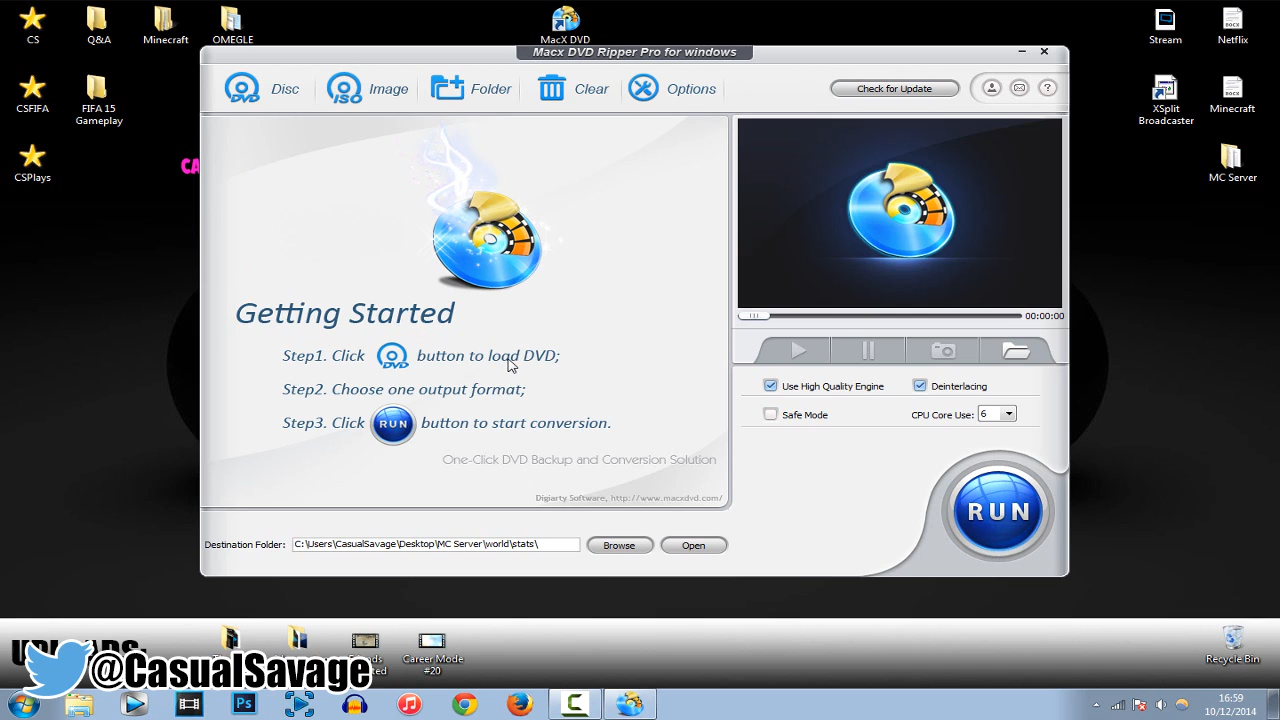 CS
Q&A
Minecraft
OMEGLE
MacX DVD
Stream
Netflix
CSFIFA
FIFA 15
Gameplay
XSplit
Broadcaster
Minecraft
CSPlays
MC Server
Macx DVD Ripper Pro for windows
DVD
Disc
ISO
Image
Folder
Clear
Options
Check for Update
?
Getting Started
Step1. Click DVD button to load DVD;
Step2. Choose one output format;
Step3. Click RUN button to start conversion.
One-Click DVD Backup and Conversion Solution
Digiarty Software, http://www.macxdvd.com/
00:00:00
Use High Quality Engine
Deinterlacing
Safe Mode
CPU Core Use: 6
RUN
Destination Folder: C:\Users\CasualSavage\Desktop\MC Server\world\stats\
Browse
Open
Career Mode
#20
Recycle Bin
@CasualSavage
Ps
16:59
10/12/2014